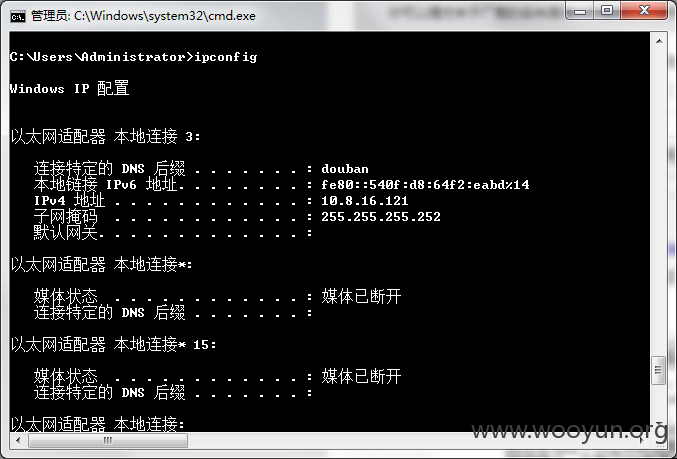 管理员: C:\Windows\system32\cmd.exe
C:\Users\Administrator>ipconfig
Windows IP 配置
以太网适配器 本地连接 3:
连接特定的 DNS 后缀 . . . . . . . : douban
本地链接 IPv6 地址. . . . . . . . : fe80::540f:d8:64f2:eabd%14
IPv4 地址 . . . . . . . . . . . . : 10.8.16.121
子网掩码 . . . . . . . . . . . . : 255.255.255.252
默认网关. . . . . . . . . . . . . :
以太网适配器 本地连接*:
媒体状态 . . . . . . . . . . . . : 媒体已断开
连接特定的 DNS 后缀 . . . . . . . :
以太网适配器 本地连接* 15:
媒体状态 . . . . . . . . . . . . : 媒体已断开
连接特定的 DNS 后缀 . . . . . . . :
以太网适配器 本地连接:
www.wooyun.org